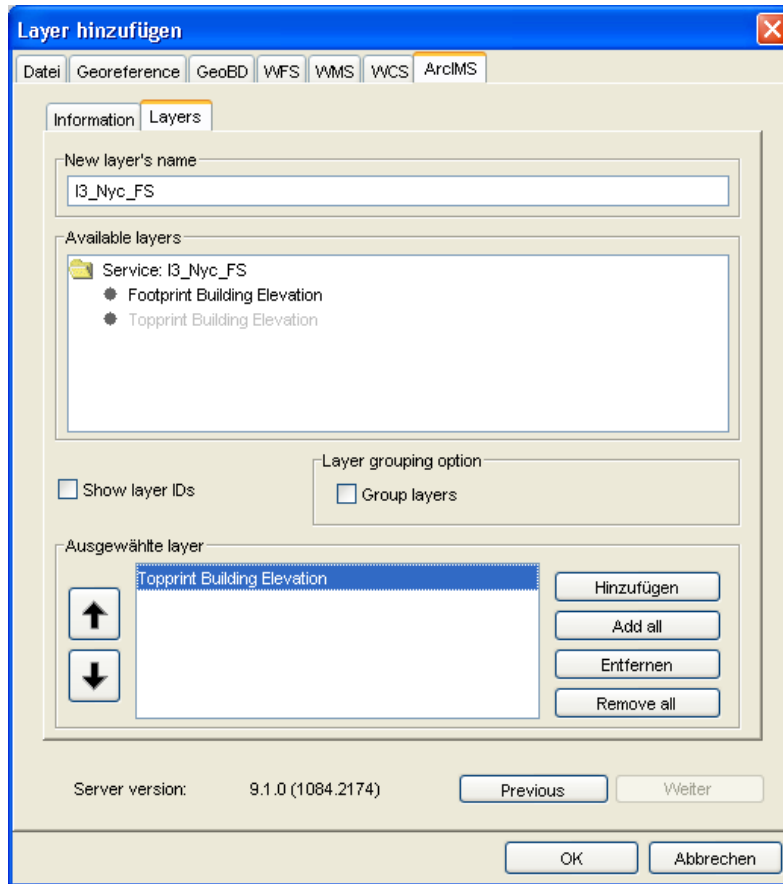 Layer hinzufügen
Datei Georeference GeoBD WFS WMS WCS ArcIMS
Information Layers
New layer's name
I3_Nyc_FS
Available layers
Service: I3_Nyc_FS
Footprint Building Elevation
Topprint Building Elevation
Show layer IDs
Layer grouping option
Group layers
Ausgewählte layer
Topprint Building Elevation
Hinzufügen
Add all
Entfernen
Remove all
Server version: 9.1.0 (1084.2174) Previous Weiter
OK Abbrechen